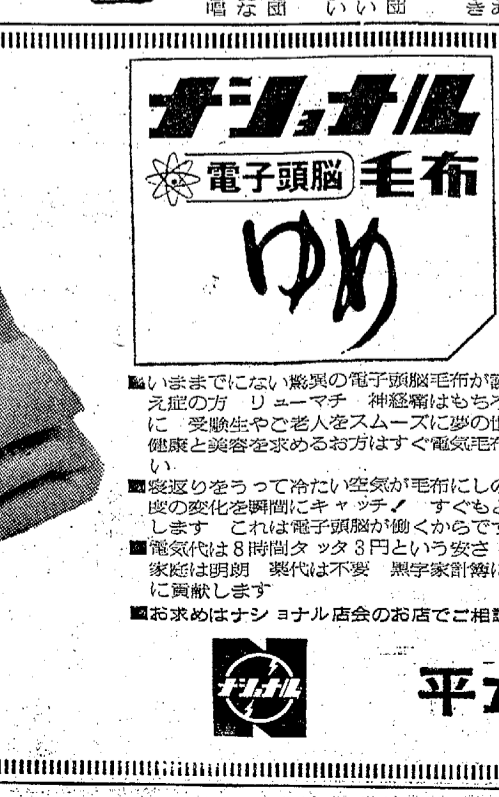 唱な団 いい団
ナショナル
電子頭脳 毛布
ゆめ
■いままでにない驚異の電子頭脳毛布が
え症の方 リューマチ 神経痛はもち
に 受験生やご老人をスムーズに夢の
健康と美容を求めるお方はすぐ電気毛布
い
■寝返りをうって冷たい空気が毛布にしの
度の変化を瞬間にキャッチ! すぐもと
します これは電子頭脳が働くからです
■電気代は8時間タッタ3円という安さ
家庭は明朗 薬代は不要 黒字家計簿に
に貢献します
■お求めはナショナル店会のお店でご相談
ナショナル
平